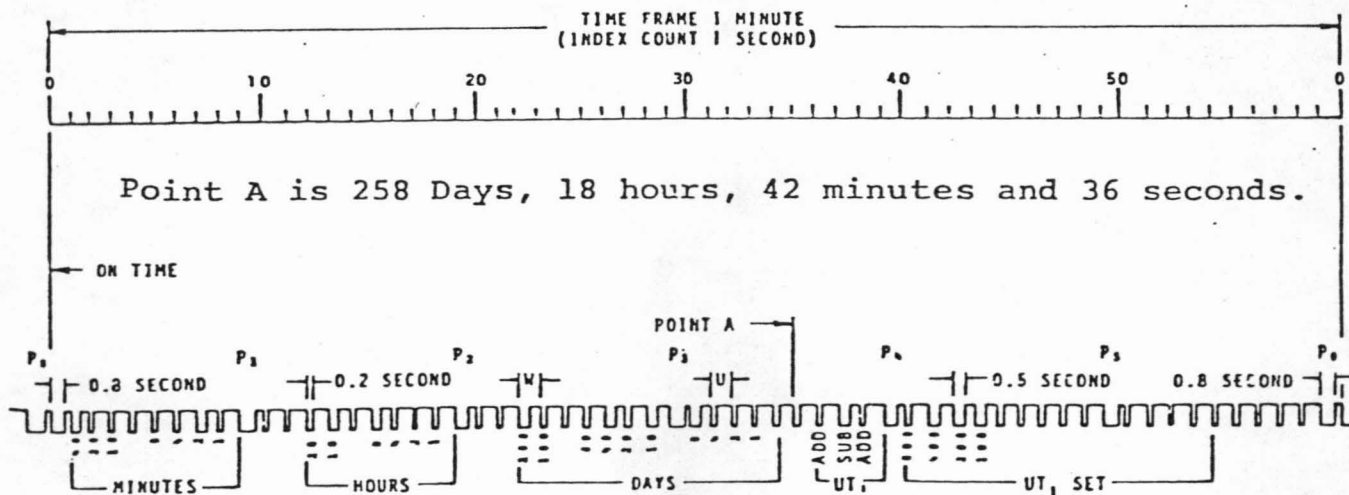 TIME FRAME 1 MINUTE
(INDEX COUNT 1 SECOND)
0 10 20 30 40 50 0
Point A is 258 Days, 18 hours, 42 minutes and 36 seconds.
ON TIME
POINT A
P₀ P₁ P₂ P₃ P₄ P₅ P₀
0.8 SECOND 0.2 SECOND W U 0.5 SECOND 0.8 SECOND
ADD SUB ADD
MINUTES HOURS DAYS UT₁ UT₁ SET